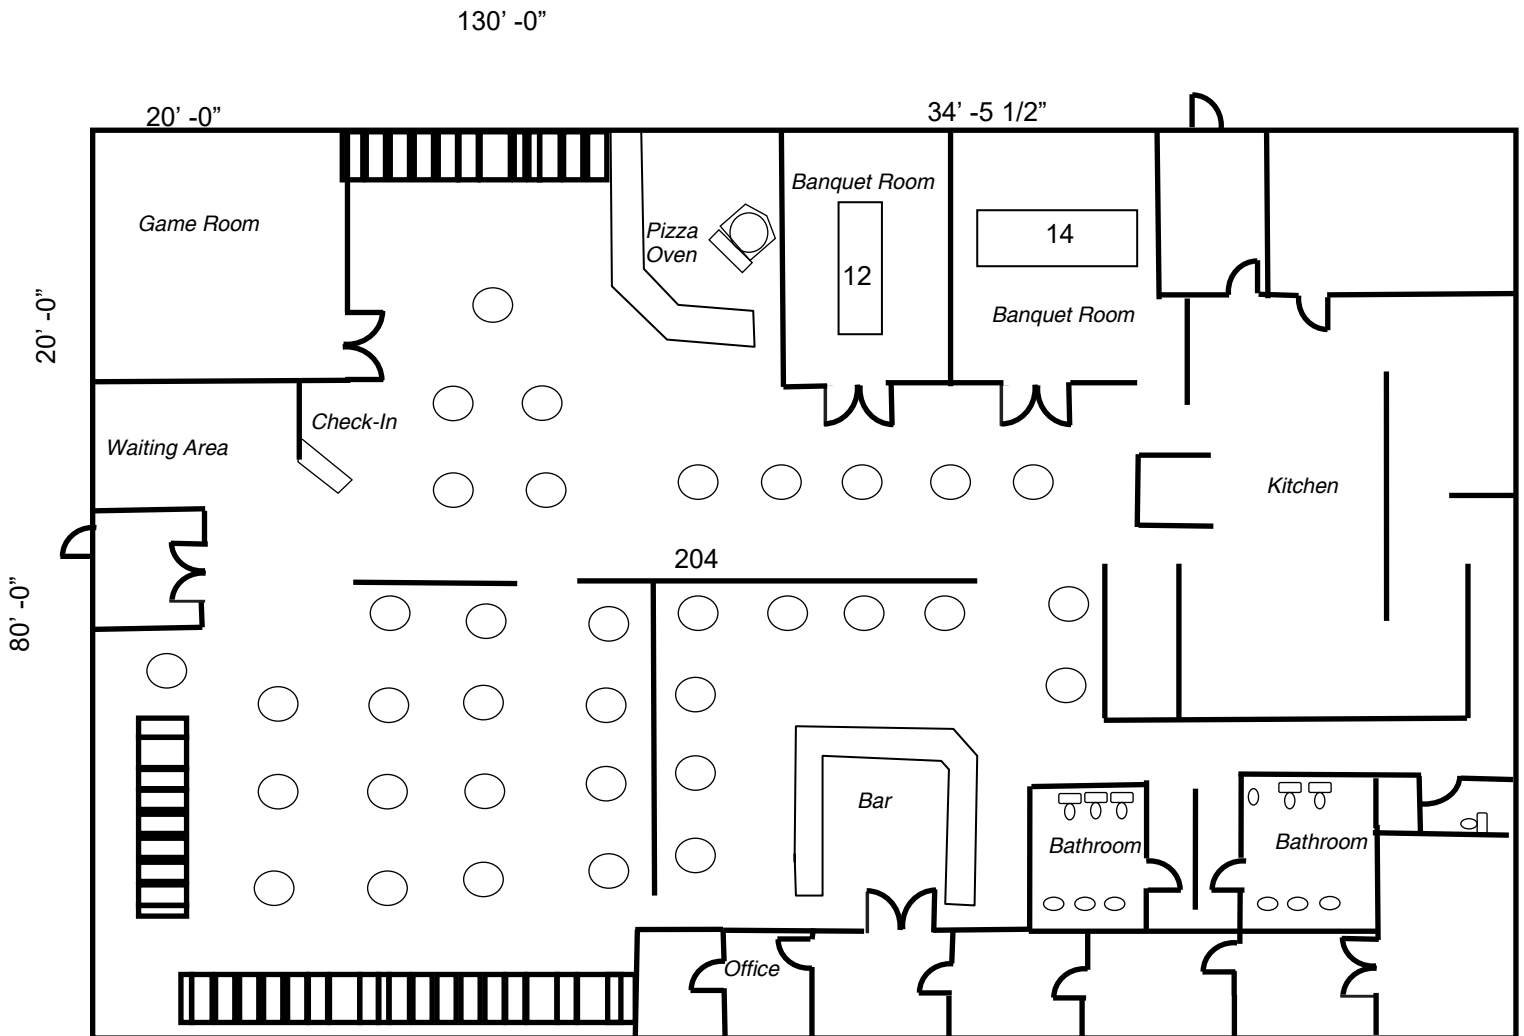 130’ -0”
20’ -0”
34’ -5 1/2”
Banquet Room
Game Room
Pizza
Oven
14
12
Banquet Room
20’ -0”
Check-In
Waiting Area
Kitchen
204
80’ -0”
Bar
Bathroom
Bathroom
Office